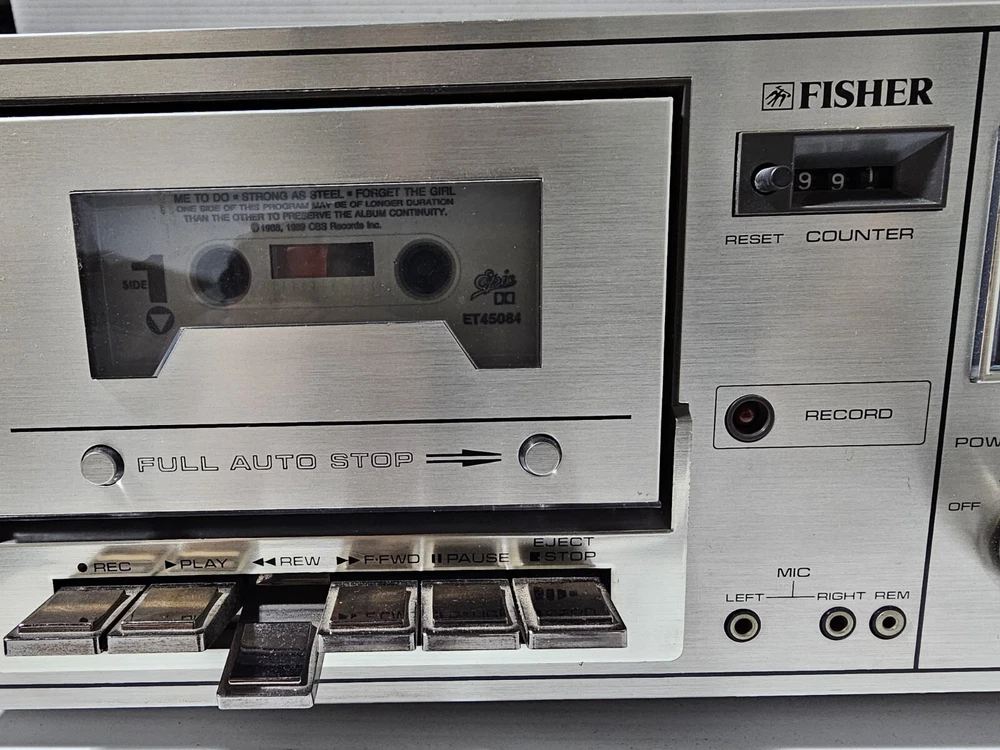 FISHER
9 9
RESET COUNTER
ME TO DO • STRONG AS STEEL • FORGET THE GIRL
ONE SIDE OF THIS PROGRAM MAY BE OF LONGER DURATION
THAN THE OTHER TO PRESERVE THE ALBUM CONTINUITY.
℗ 1988, 1989 CBS Records Inc.
SIDE 1
Epic
ET45084
RECORD
POW
FULL AUTO STOP
OFF
REC PLAY REW F·FWD PAUSE EJECT STOP
MIC
LEFT RIGHT REM